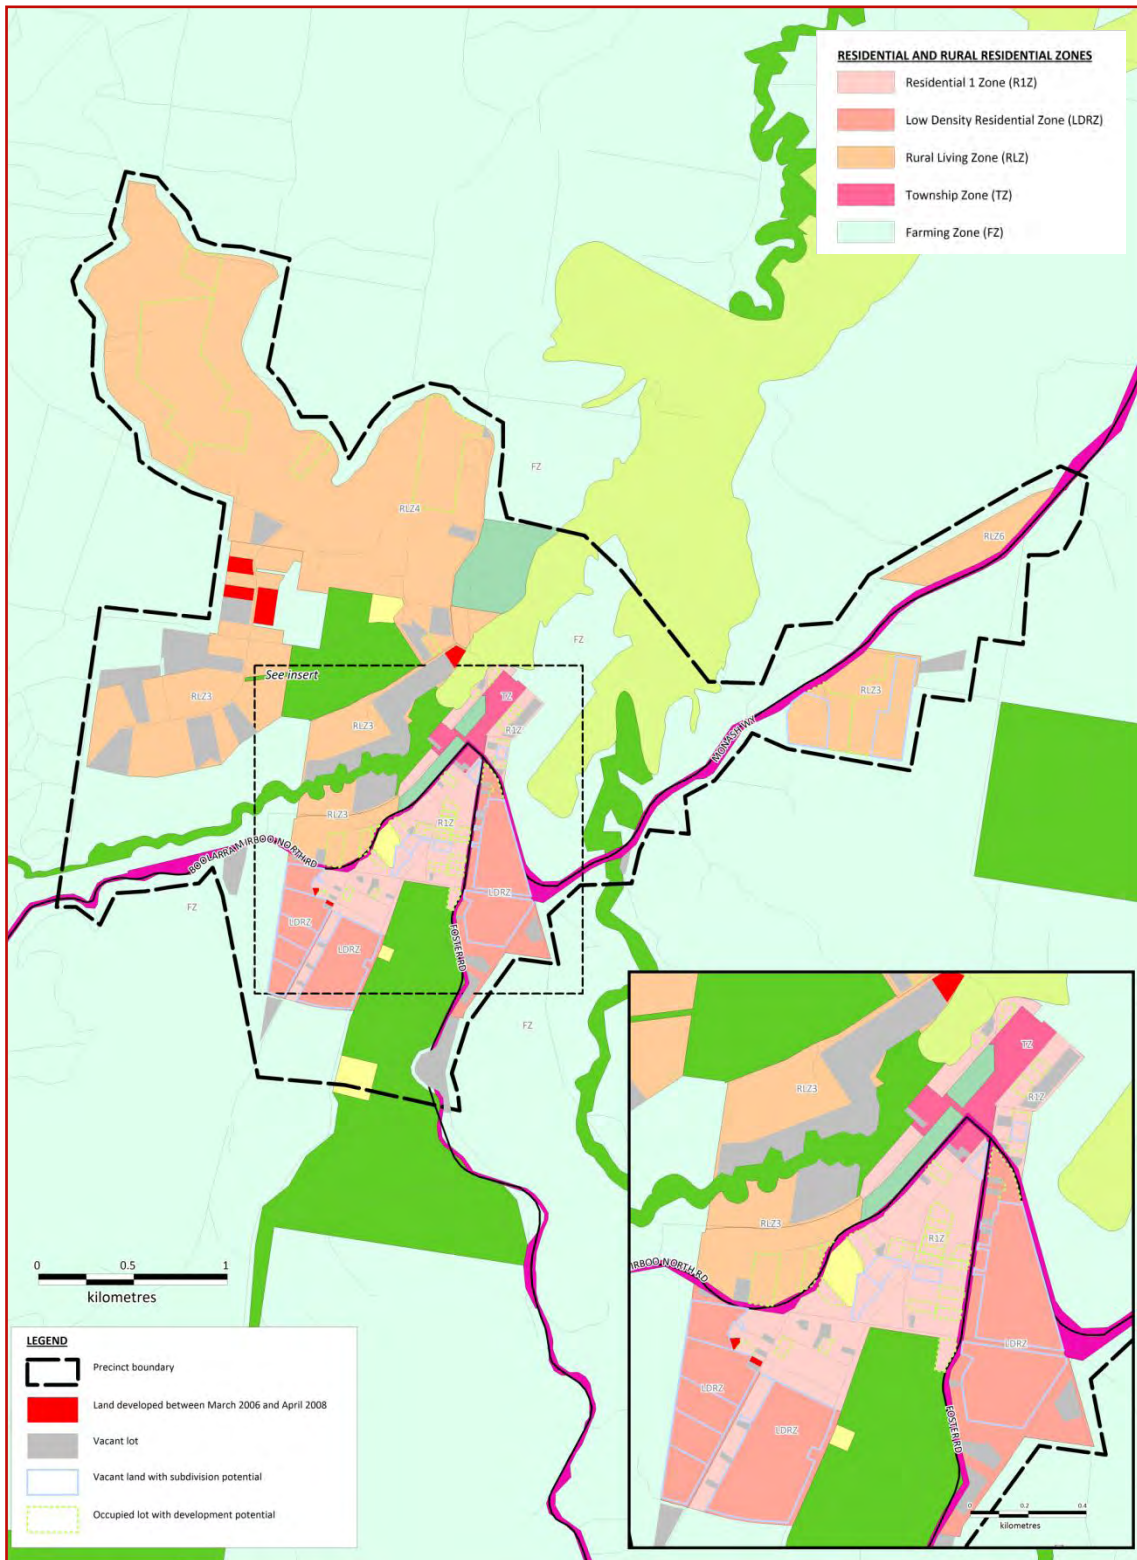 RESIDENTIAL AND RURAL RESIDENTIAL ZONES
Residential 1 Zone (R1Z)
Low Density Residential Zone (LDRZ)
Rural Living Zone (RLZ)
Township Zone (TZ)
Farming Zone (FZ)
FZ
RLZ4
RLZ6
FZ
See insert
RLZ3
TZ
RLZ3
RLZ3
R1Z
MONASH WY
RLZ3
R1Z
BOOLARRA MIRBOO NORTH RD
LDRZ
FZ
LDRZ
LDRZ
FOSTER RD
FZ
0 0.5 1
kilometres
LEGEND
Precinct boundary
Land developed between March 2006 and April 2008
Vacant lot
Vacant land with subdivision potential
Occupied lot with development potential
TZ
RLZ3
R1Z
RLZ3
R1Z
IRBOO NORTH RD
LDRZ
LDRZ
LDRZ
FOSTER RD
0 0.2 0.4
kilometres
FZ